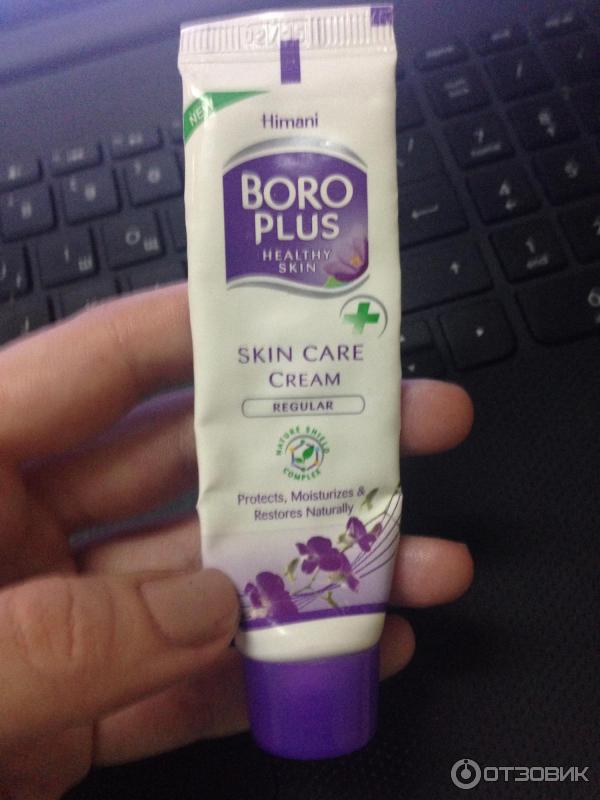 NEW
Himani
BORO
PLUS
HEALTHY
SKIN
SKIN CARE
CREAM
REGULAR
NATURE SHIELD
COMPLEX
Protects, Moisturizes &
Restores Naturally
ОТЗОВИК